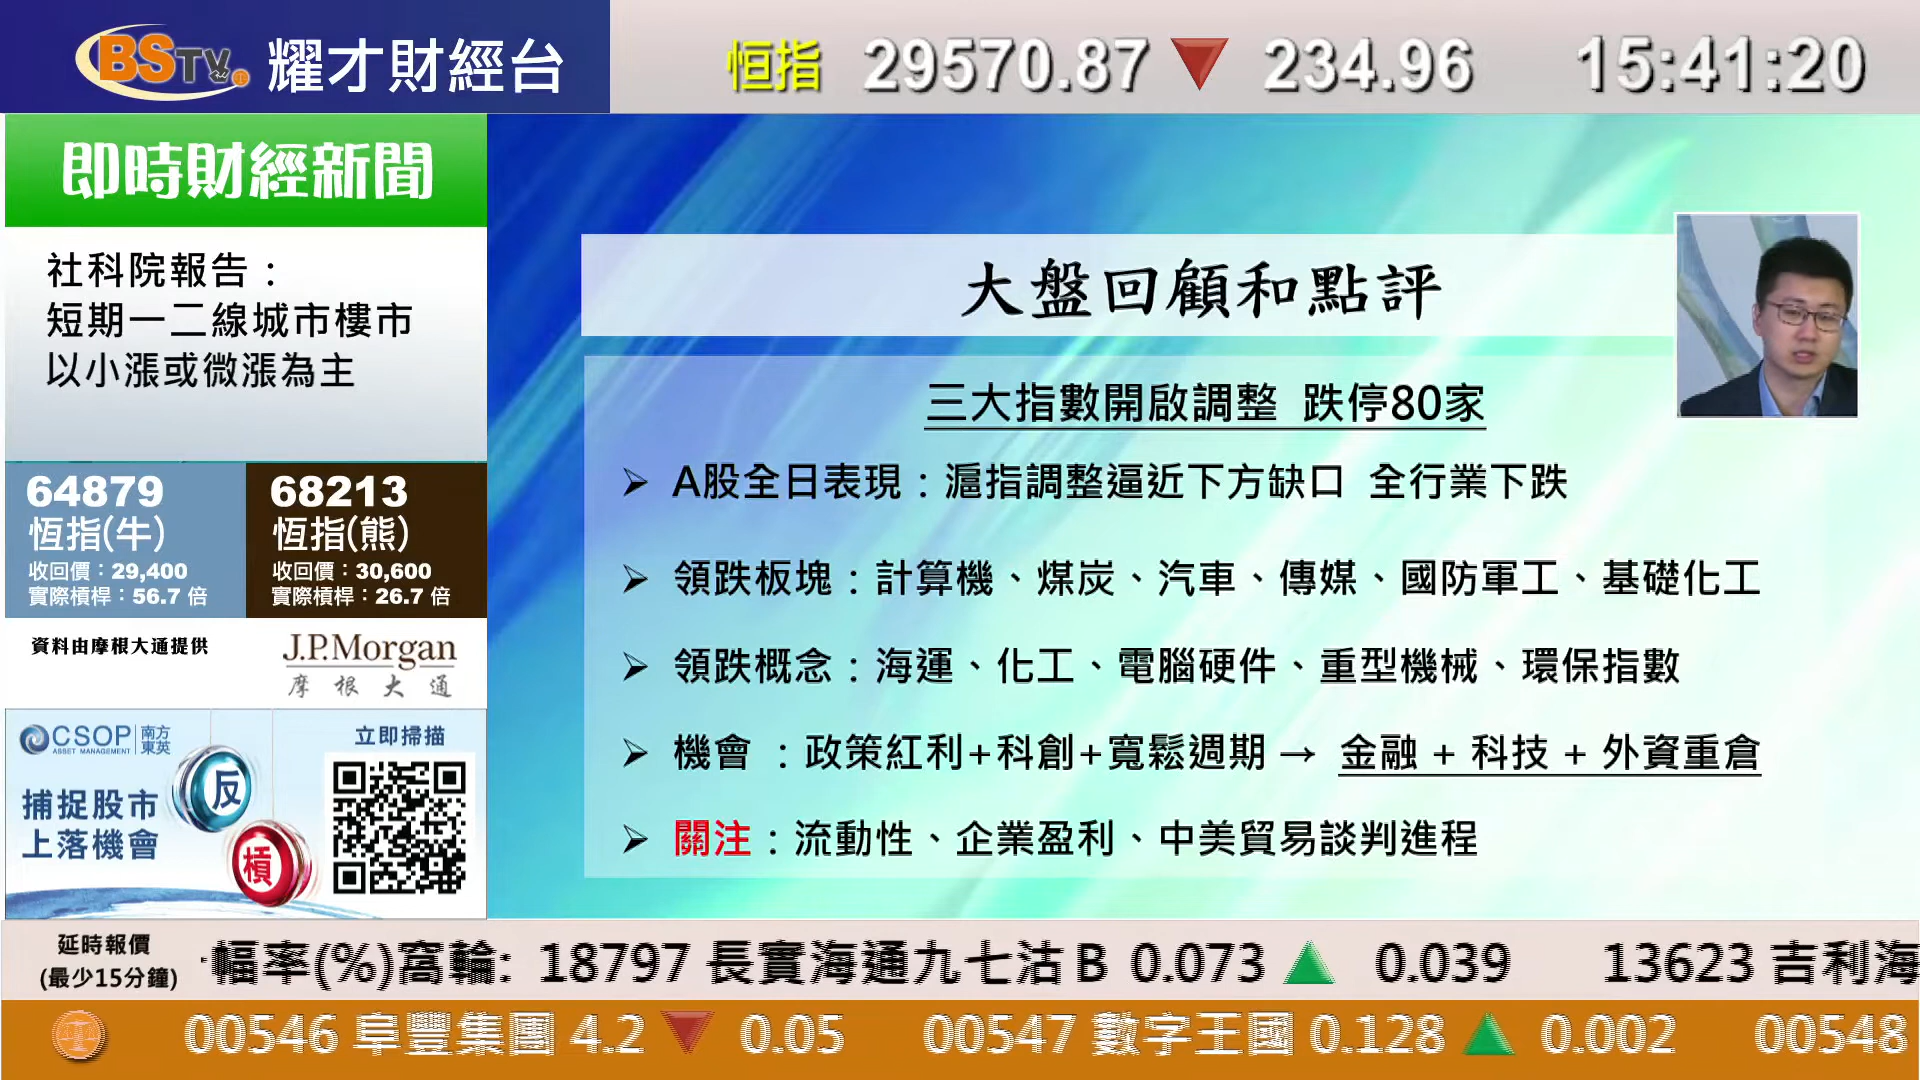 BSTV 耀才財經台
恒指 29570.87 ▼ 234.96 15:41:20
即時財經新聞
社科院報告：
短期一二線城市樓市
以小漲或微漲為主
64879
恆指(牛)
收回價：29,400
實際槓桿：56.7 倍
68213
恆指(熊)
收回價：30,600
實際槓桿：26.7 倍
資料由摩根大通提供
J.P.Morgan
摩根大通
CSOP 南方東英
ASSET MANAGEMENT
立即掃描
捕捉股市
上落機會
反
槓
大盤回顧和點評
三大指數開啟調整 跌停80家
➢ A股全日表現：滬指調整逼近下方缺口 全行業下跌
➢ 領跌板塊：計算機、煤炭、汽車、傳媒、國防軍工、基礎化工
➢ 領跌概念：海運、化工、電腦硬件、重型機械、環保指數
➢ 機會 ：政策紅利+科創+寬鬆週期 → 金融 + 科技 + 外資重倉
➢ 關注：流動性、企業盈利、中美貿易談判進程
延時報價
(最少15分鐘)
幅率(%)窩輪: 18797 長實海通九七沽B 0.073 ▲ 0.039 13623 吉利海
00546 阜豐集團 4.2 ▼ 0.05 00547 數字王國 0.128 ▲ 0.002 00548